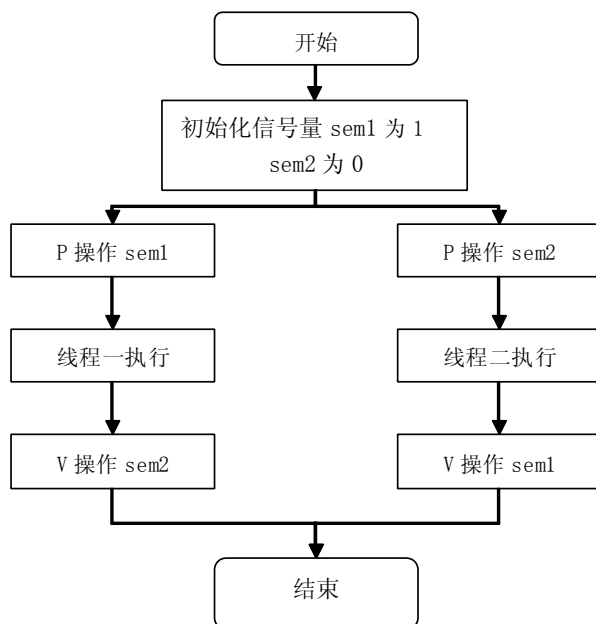 开始
初始化信号量 sem1 为 1
sem2 为 0
P 操作 sem1
P 操作 sem2
线程一执行
线程二执行
V 操作 sem2
V 操作 sem1
结束